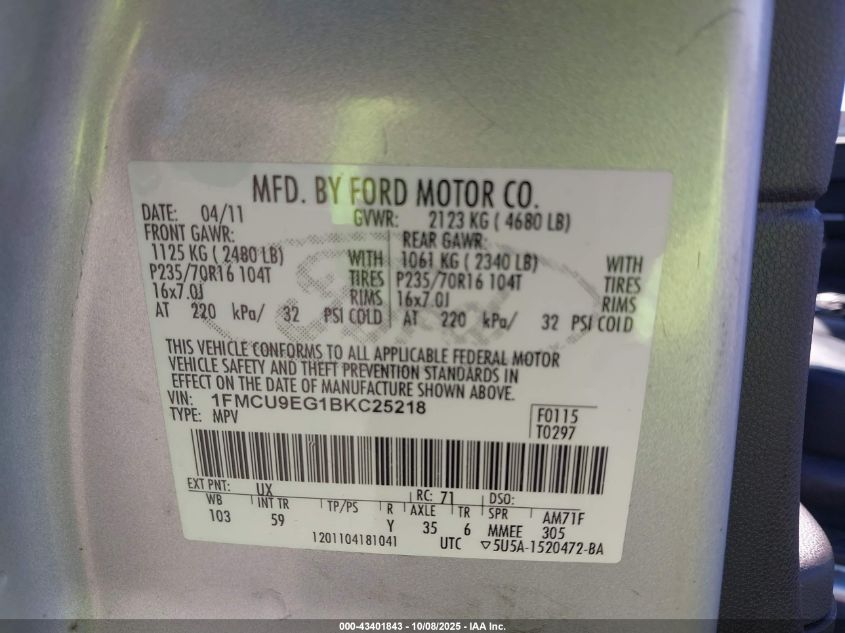 MFD. BY FORD MOTOR CO.
DATE: 04/11 GVWR: 2123 KG ( 4680 LB)
FRONT GAWR: REAR GAWR:
1125 KG ( 2480 LB) WITH 1061 KG ( 2340 LB) WITH
P235/70R16 104T TIRES P235/70R16 104T TIRES
16x7.0J RIMS 16x7.0J RIMS
AT 220 kPa/ 32 PSI COLD AT 220 kPa/ 32 PSI COLD
THIS VEHICLE CONFORMS TO ALL APPLICABLE FEDERAL MOTOR
VEHICLE SAFETY AND THEFT PREVENTION STANDARDS IN
EFFECT ON THE DATE OF MANUFACTURE SHOWN ABOVE.
VIN: 1FMCU9EG1BKC25218 F0115
TYPE: MPV T0297
EXT PNT: UX RC: 71 DSO:
WB INT TR TP/PS R AXLE TR SPR AM71F
103 59 Y 35 6 MMEE 305
1201104181041 UTC ▽5U5A-1520472-BA
Ford
000-43401843 - 10/08/2025 - IAA Inc.